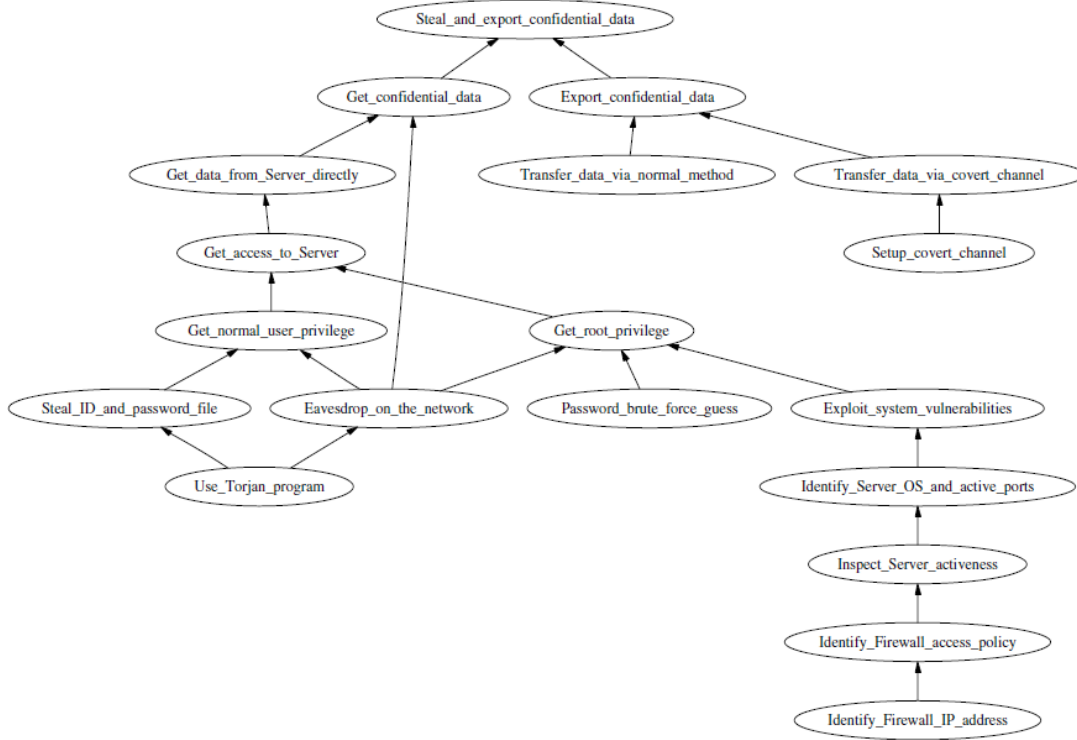 Steal_and_export_confidential_data
Get_confidential_data
Export_confidential_data
Get_data_from_Server_directly
Transfer_data_via_normal_method
Transfer_data_via_covert_channel
Get_access_to_Server
Setup_covert_channel
Get_normal_user_privilege
Get_root_privilege
Steal_ID_and_password_file
Eavesdrop_on_the_network
Password_brute_force_guess
Exploit_system_vulnerabilities
Use_Torjan_program
Identify_Server_OS_and_active_ports
Inspect_Server_activeness
Identify_Firewall_access_policy
Identify_Firewall_IP_address